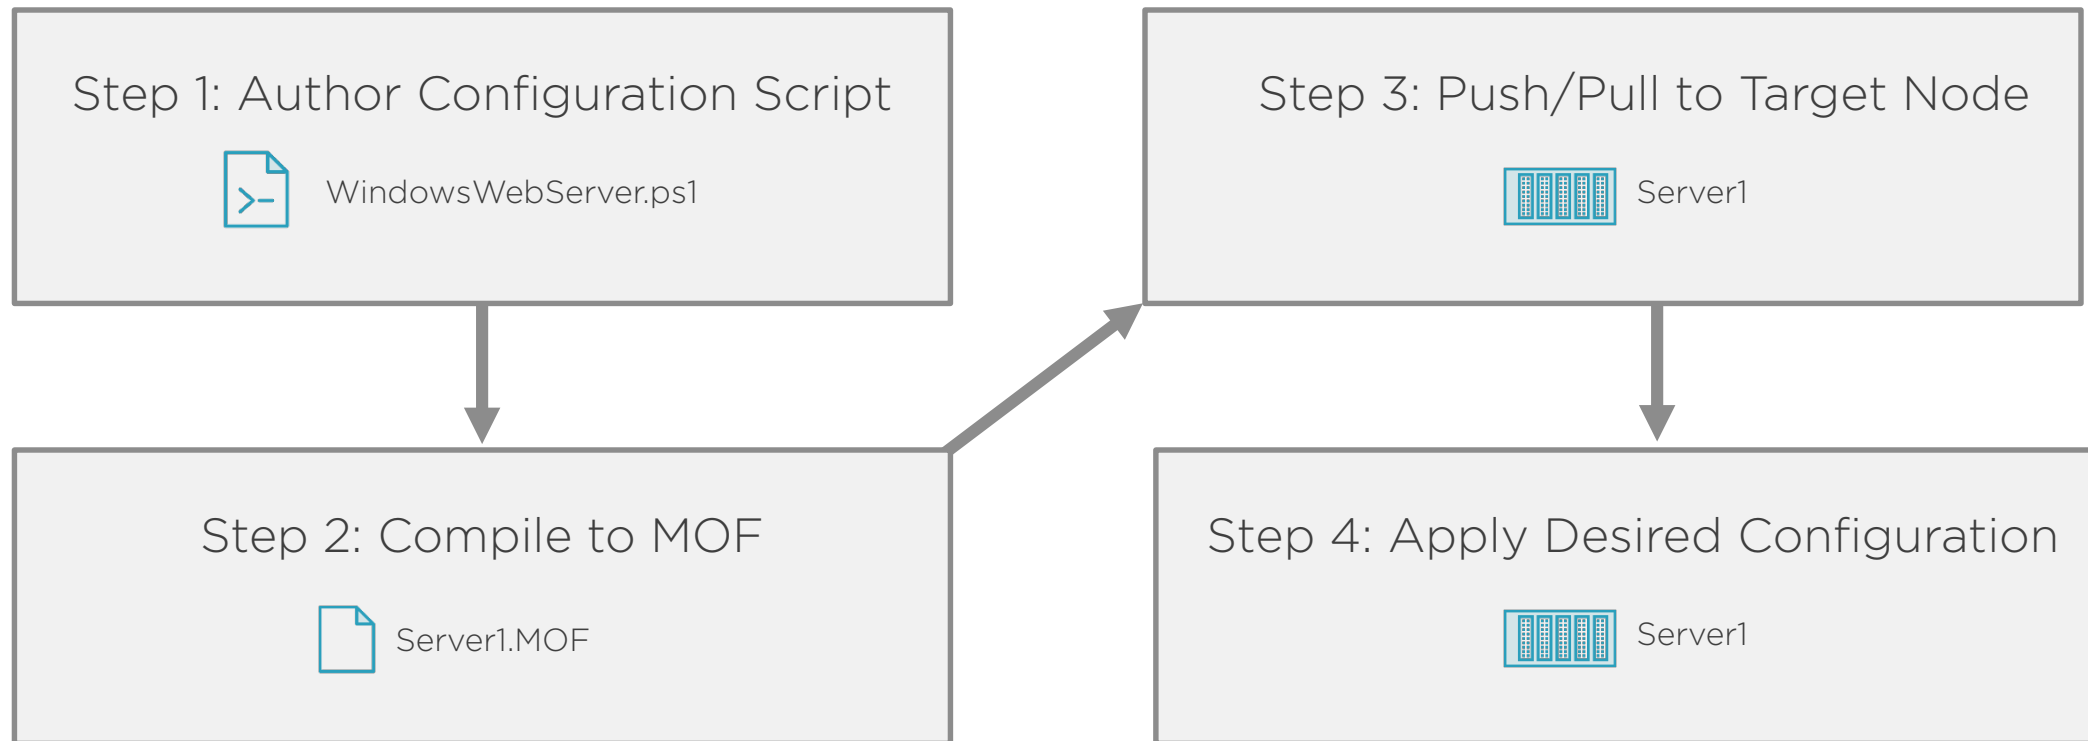 Step 1: Author Configuration Script
WindowsWebServer.ps1
Step 2: Compile to MOF
Server1.MOF
Step 3: Push/Pull to Target Node
Server1
Step 4: Apply Desired Configuration
Server1